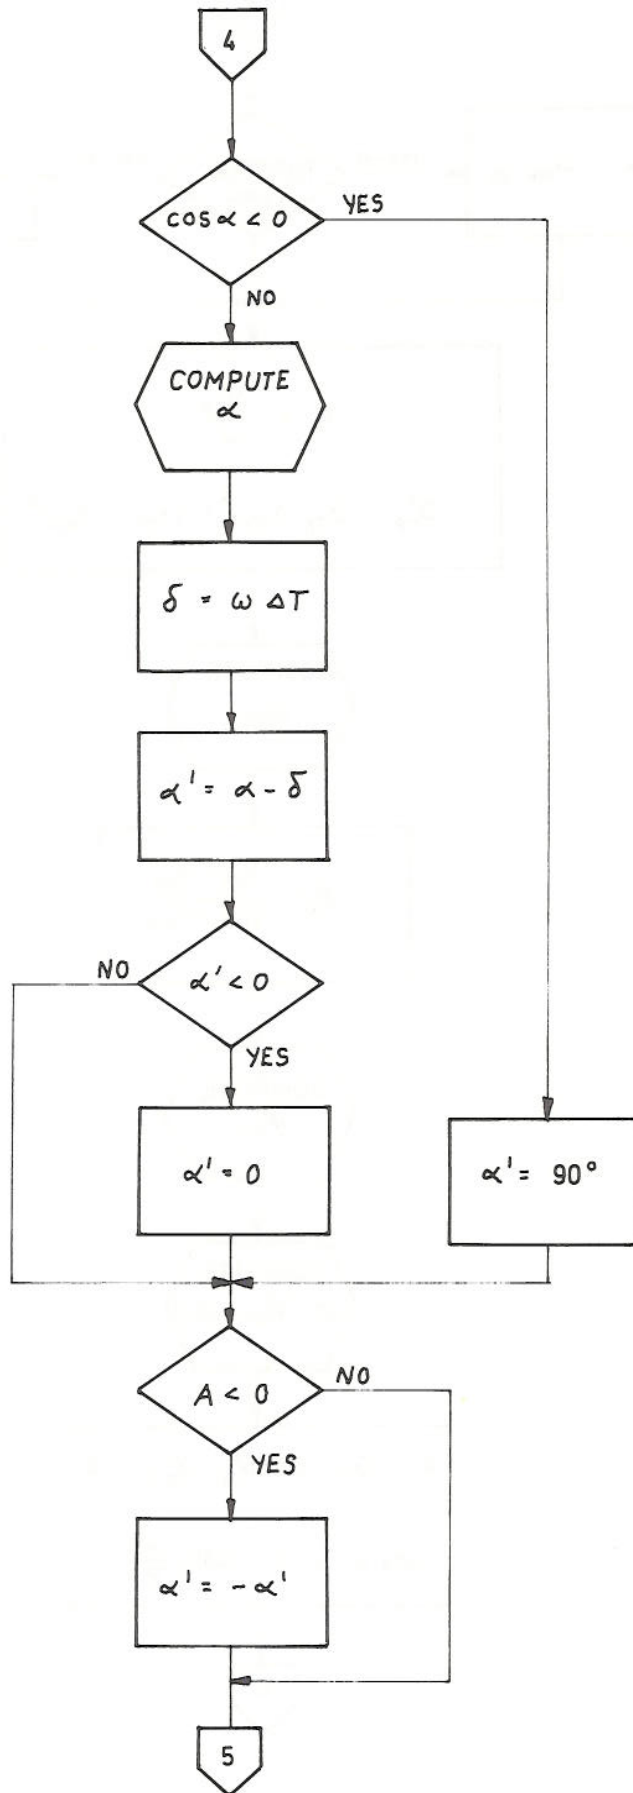 4
COS α < 0
YES
NO
COMPUTE
α
δ = ω ΔT
α' = α - δ
NO
α' < 0
YES
α' = 0
α' = 90°
A < 0
NO
YES
α' = - α'
5